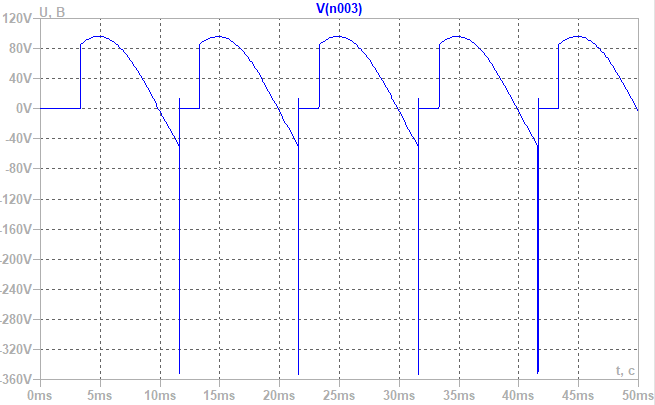 V(n003)
U, В
120V
80V
40V
0V
-40V
-80V
-120V
-160V
-200V
-240V
-280V
-320V
-360V
t, с
0ms 5ms 10ms 15ms 20ms 25ms 30ms 35ms 40ms 45ms 50ms